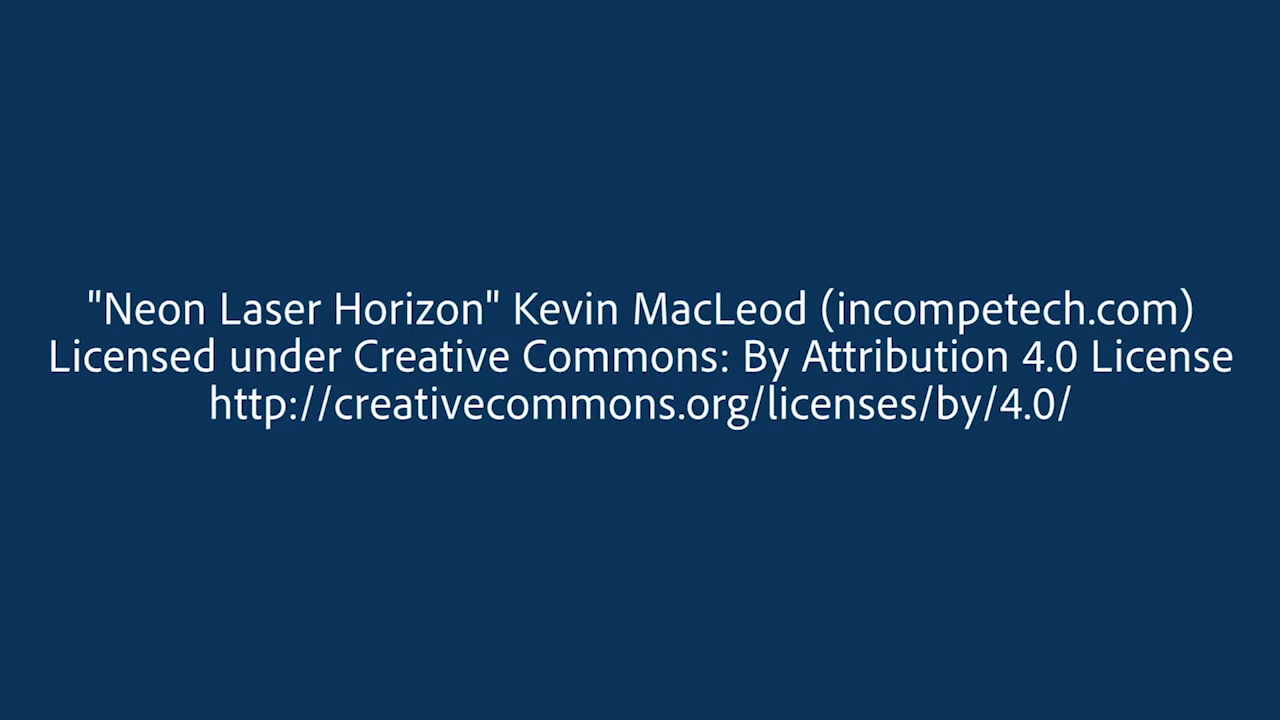 "Neon Laser Horizon" Kevin MacLeod (incompetech.com)
Licensed under Creative Commons: By Attribution 4.0 License
http://creativecommons.org/licenses/by/4.0/